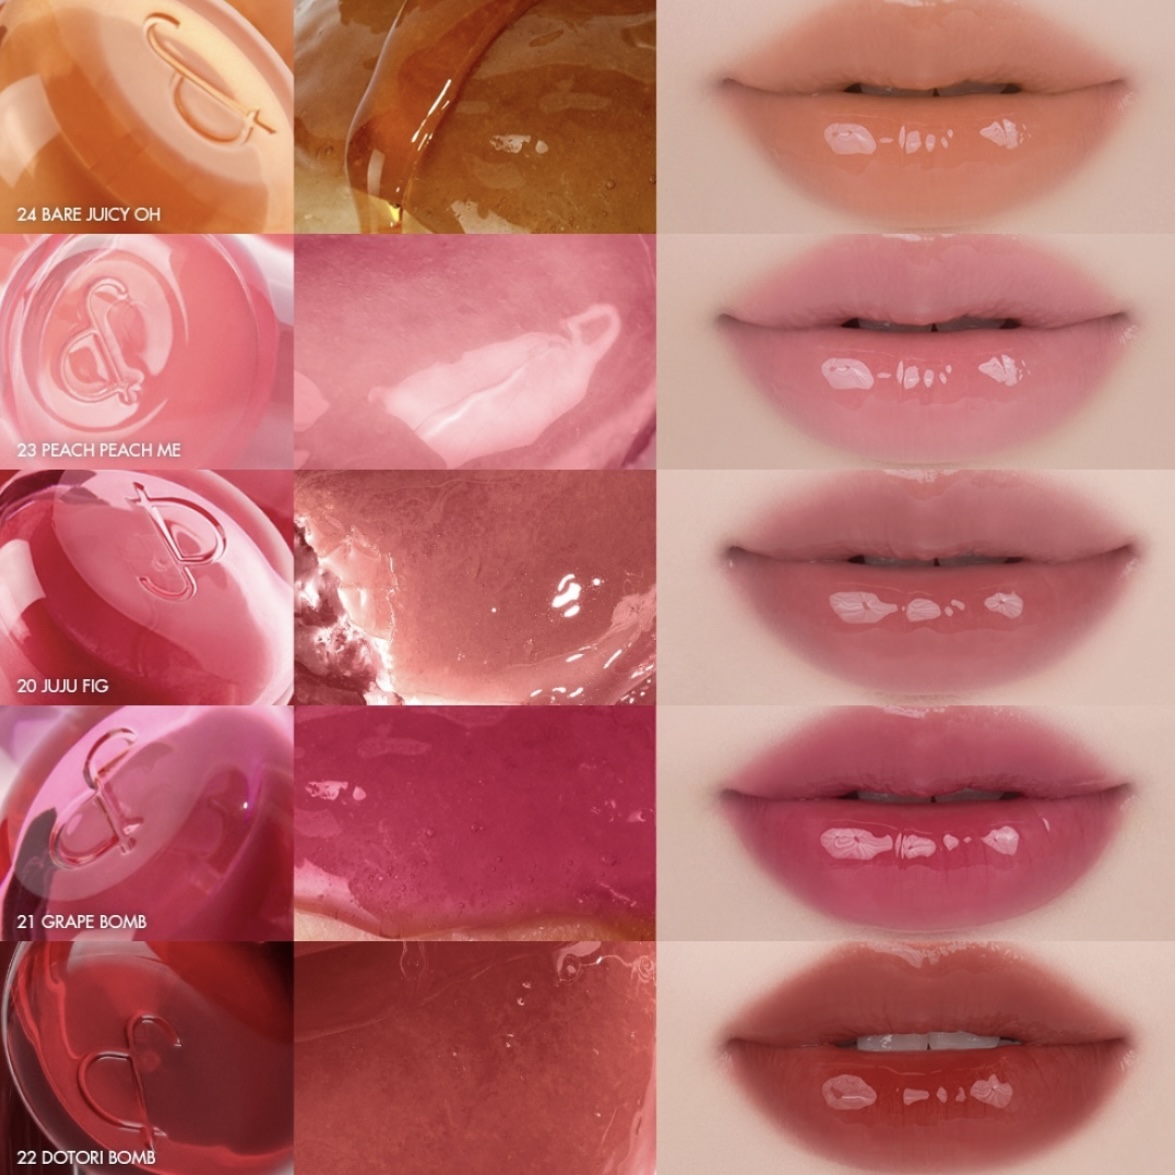 24 BARE JUICY OH
23 PEACH PEACH ME
20 JUJU FIG
21 GRAPE BOMB
22 DOTORI BOMB